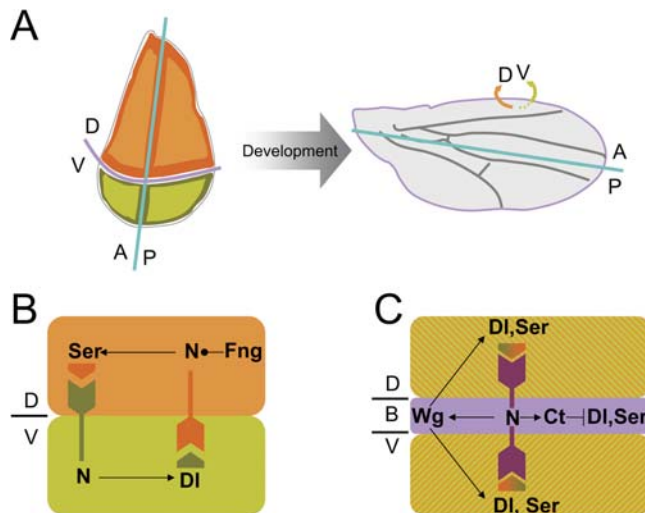 A
D
V
A P
Development
D V
A
P
B
Ser N Fng
D
V
N Dl
C
Dl,Ser
D
B
V
Wg N Ct Dl,Ser
Dl, Ser